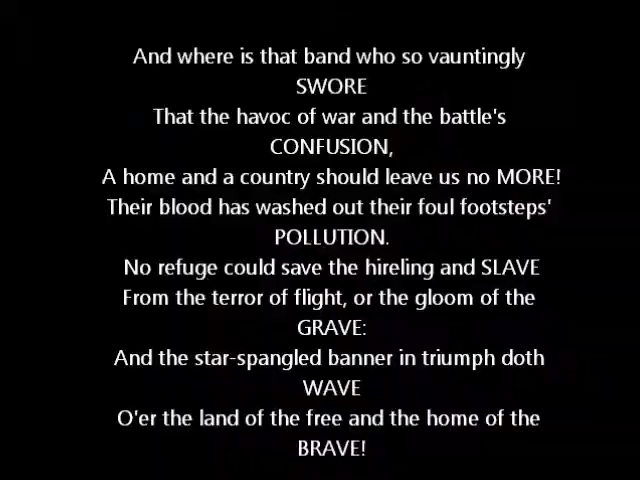 And where is that band who so vauntingly
SWORE
That the havoc of war and the battle's
CONFUSION,
A home and a country should leave us no MORE!
Their blood has washed out their foul footsteps'
POLLUTION.
No refuge could save the hireling and SLAVE
From the terror of flight, or the gloom of the
GRAVE:
And the star-spangled banner in triumph doth
WAVE
O'er the land of the free and the home of the
BRAVE!